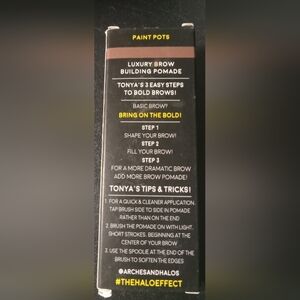 PAINT POTS
LUXURY BROW
BUILDING POMADE
TONYA'S 3 EASY STEPS
TO BOLD BROWS!
BASIC BROW?
BRING ON THE BOLD!
STEP 1
SHAPE YOUR BROW!
STEP 2
FILL YOUR BROW!
STEP 3
FOR A MORE DRAMATIC BROW
ADD MORE BROW POMADE!
TONYA'S TIPS & TRICKS!
1. FOR A QUICK & CLEANER APPLICATION,
TAP BRUSH SIDE TO SIDE IN POMADE
RATHER THAN ON THE END
2. BRUSH THE POMADE ON WITH LIGHT,
SHORT STROKES. BEGINNING AT THE
CENTER OF YOUR BROW
3. USE THE SPOOLIE AT THE END OF THE
BRUSH TO SOFTEN THE EDGES
@ARCHESANDHALOS
#THEHALOEFFECT